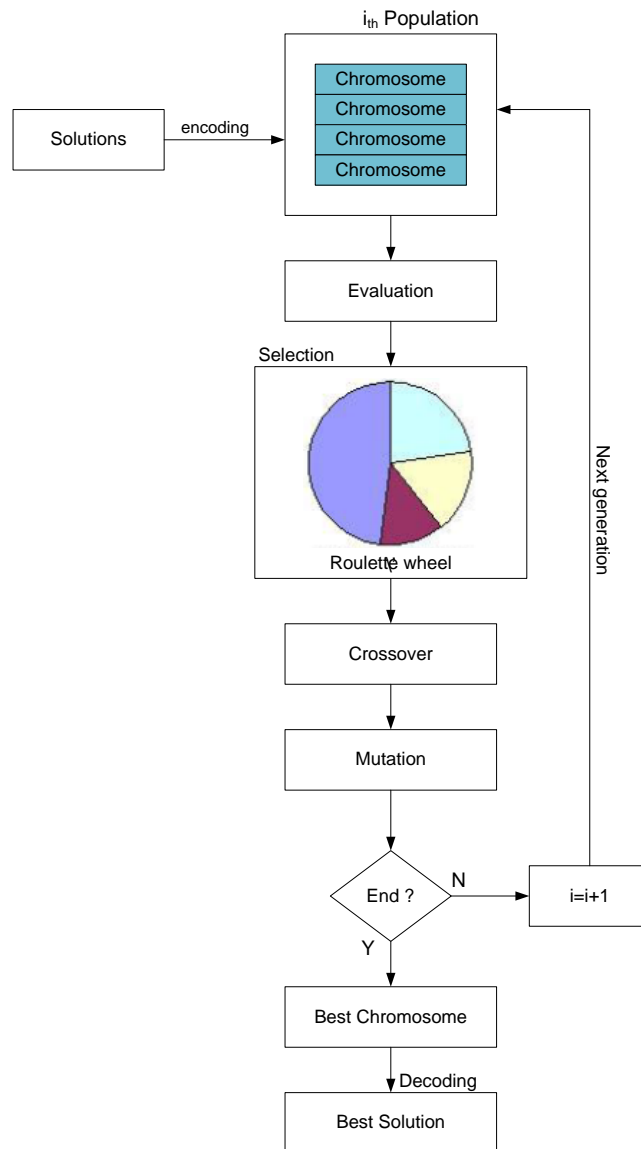 i_th Population
Chromosome
Chromosome
Chromosome
Chromosome
Solutions
encoding
Evaluation
Selection
Roulette wheel
Y
Crossover
Mutation
End ?
N
i=i+1
Next generation
Y
Best Chromosome
Decoding
Best Solution